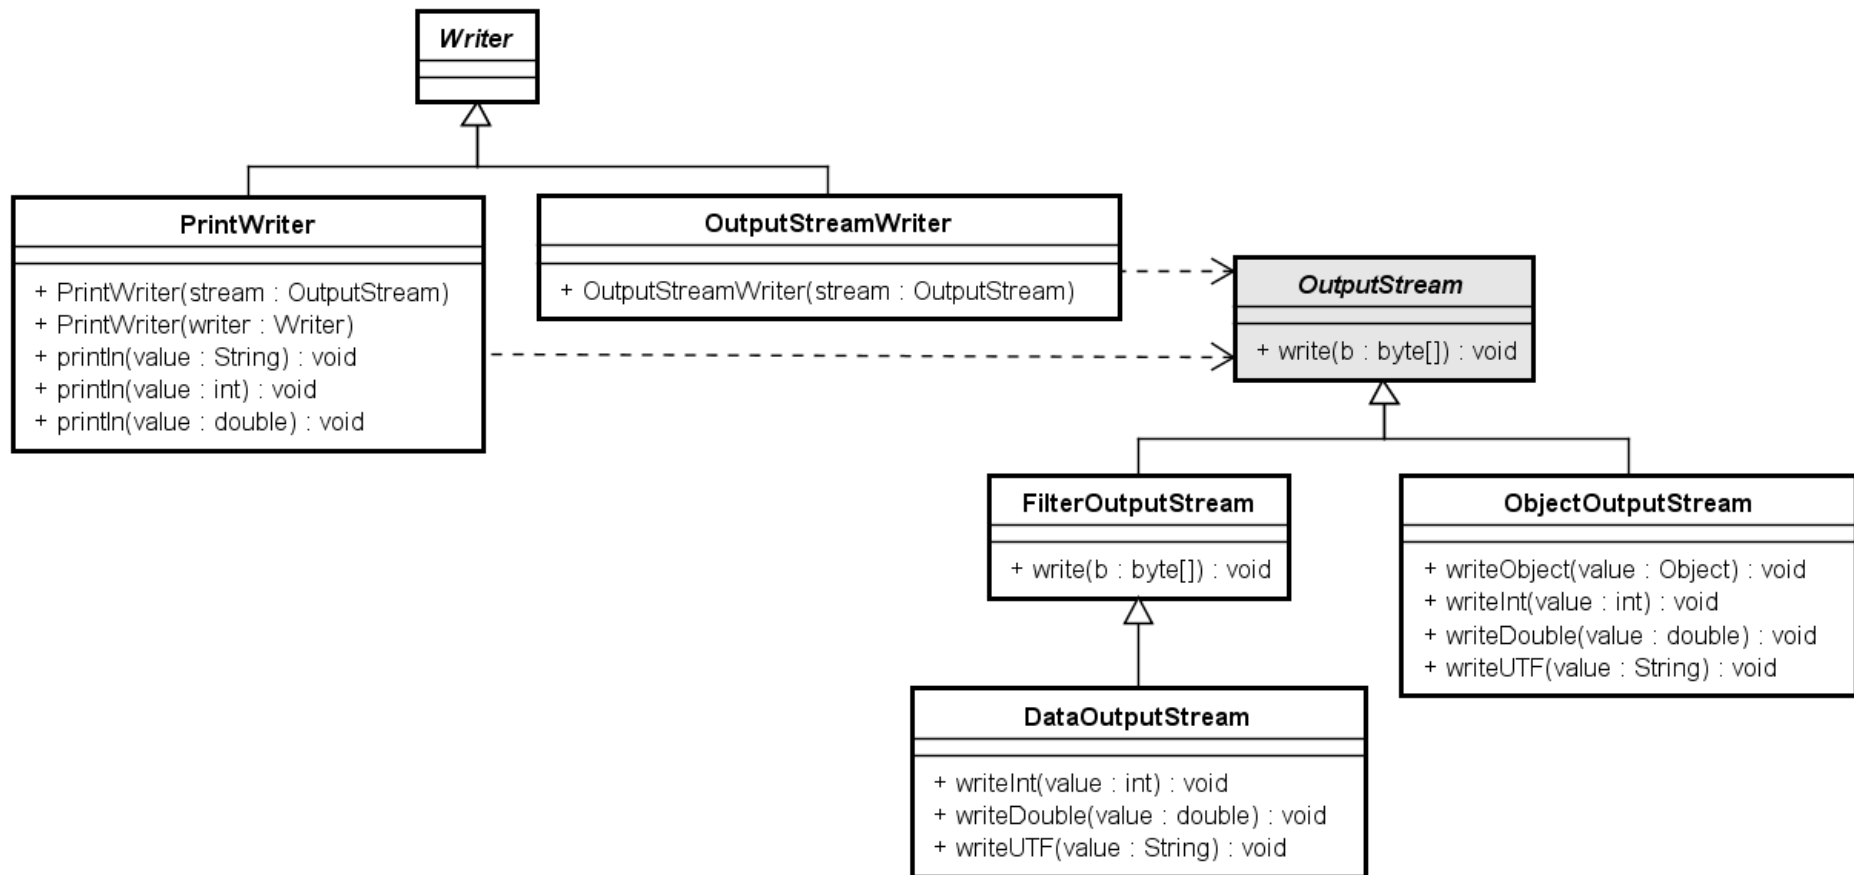 Writer
PrintWriter
+ PrintWriter(stream : OutputStream)
+ PrintWriter(writer : Writer)
+ println(value : String) : void
+ println(value : int) : void
+ println(value : double) : void
OutputStreamWriter
+ OutputStreamWriter(stream : OutputStream)
OutputStream
+ write(b : byte[]) : void
FilterOutputStream
+ write(b : byte[]) : void
ObjectOutputStream
+ writeObject(value : Object) : void
+ writeInt(value : int) : void
+ writeDouble(value : double) : void
+ writeUTF(value : String) : void
DataOutputStream
+ writeInt(value : int) : void
+ writeDouble(value : double) : void
+ writeUTF(value : String) : void